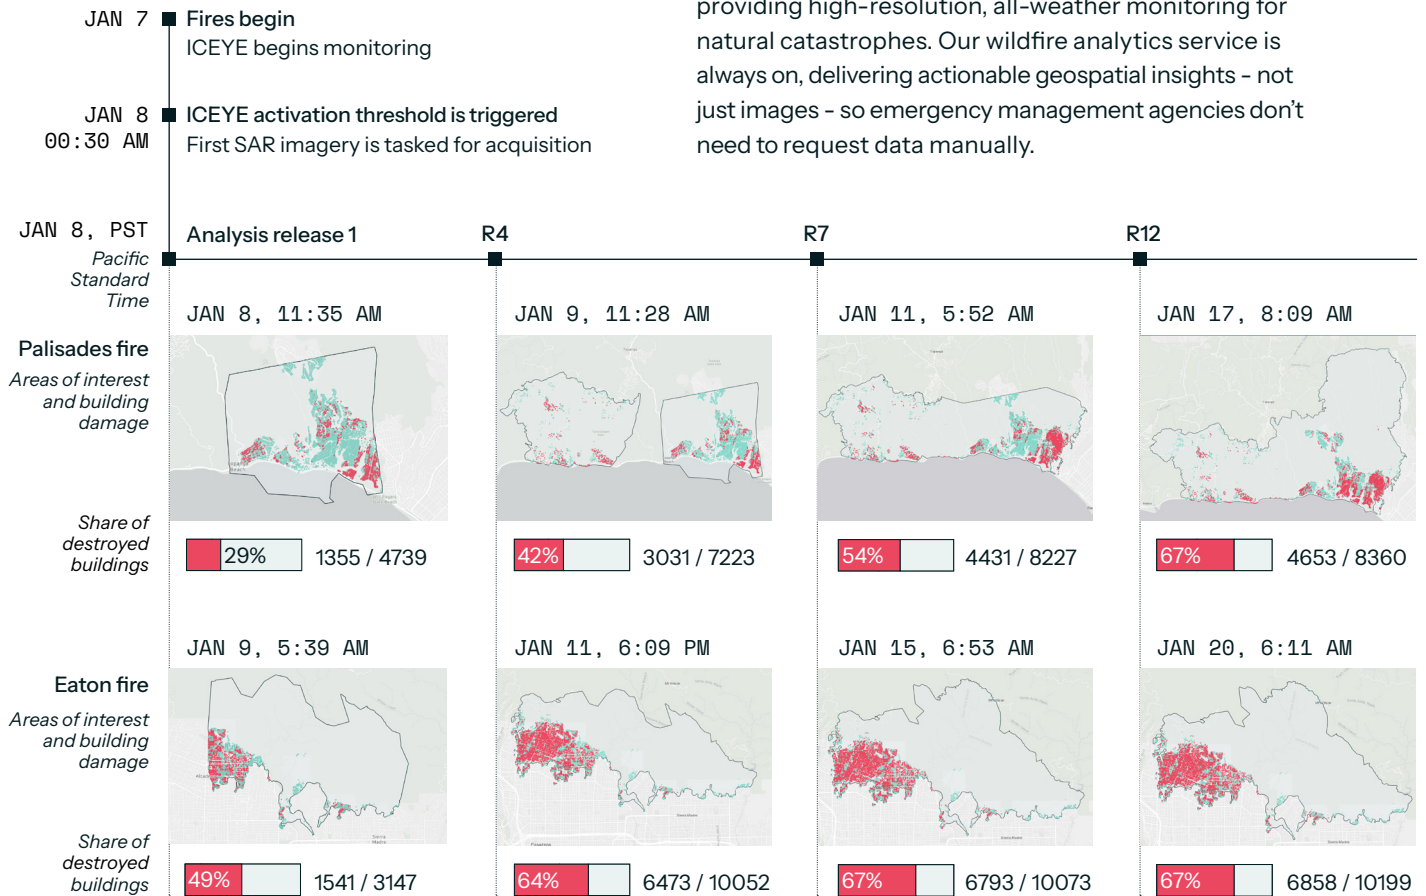 JAN 7
Fires begin
ICEYE begins monitoring
JAN 8
00:30 AM
ICEYE activation threshold is triggered
First SAR imagery is tasked for acquisition
providing high-resolution, all-weather monitoring for
natural catastrophes. Our wildfire analytics service is
always on, delivering actionable geospatial insights - not
just images - so emergency management agencies don't
need to request data manually.
JAN 8, PST
Pacific
Standard
Time
Analysis release 1
R4
R7
R12
JAN 8, 11:35 AM
JAN 9, 11:28 AM
JAN 11, 5:52 AM
JAN 17, 8:09 AM
Palisades fire
Areas of interest
and building
damage
Share of
destroyed
buildings
29%
1355 / 4739
42%
3031 / 7223
54%
4431 / 8227
67%
4653 / 8360
JAN 9, 5:39 AM
JAN 11, 6:09 PM
JAN 15, 6:53 AM
JAN 20, 6:11 AM
Eaton fire
Areas of interest
and building
damage
Sierra
Madre
Share of
destroyed
buildings
49%
1541 / 3147
64%
6473 / 10052
67%
6793 / 10073
67%
6858 / 10199